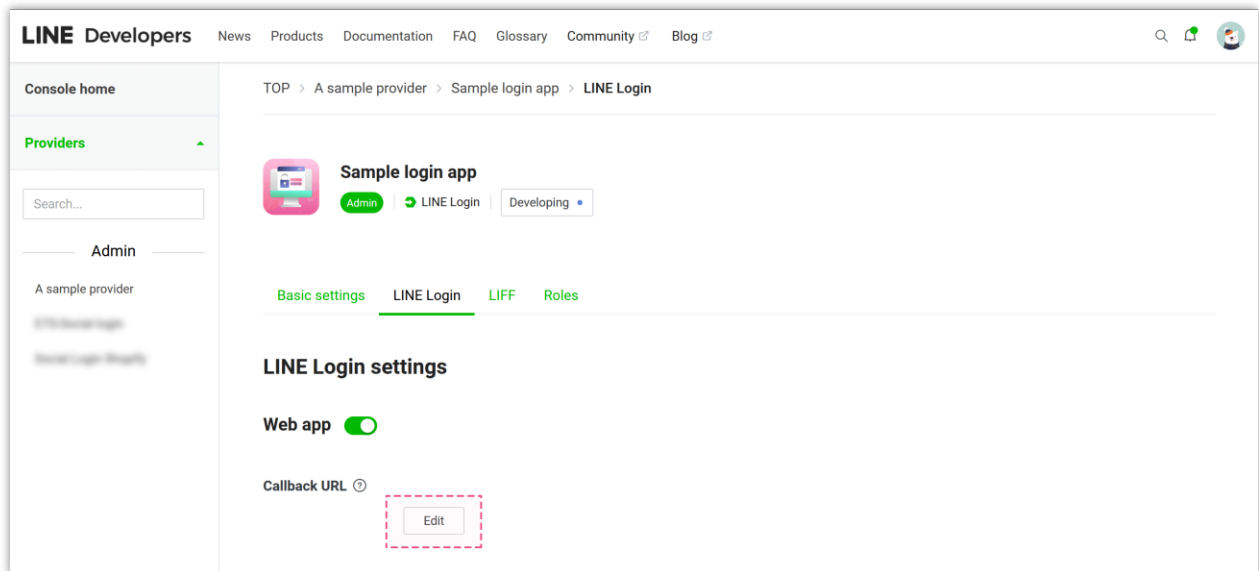 LINE Developers News Products Documentation FAQ Glossary Community Blog
Console home
TOP > A sample provider > Sample login app > LINE Login
Providers
Sample login app
Admin LINE Login Developing
Search...
Admin
A sample provider
Basic settings LINE Login LIFF Roles
LINE Login settings
Web app
Callback URL
Edit